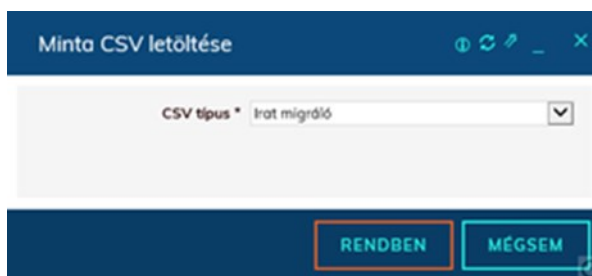 Minta CSV letöltése
CSV típus * Irat migráló
RENDBEN MÉGSEM